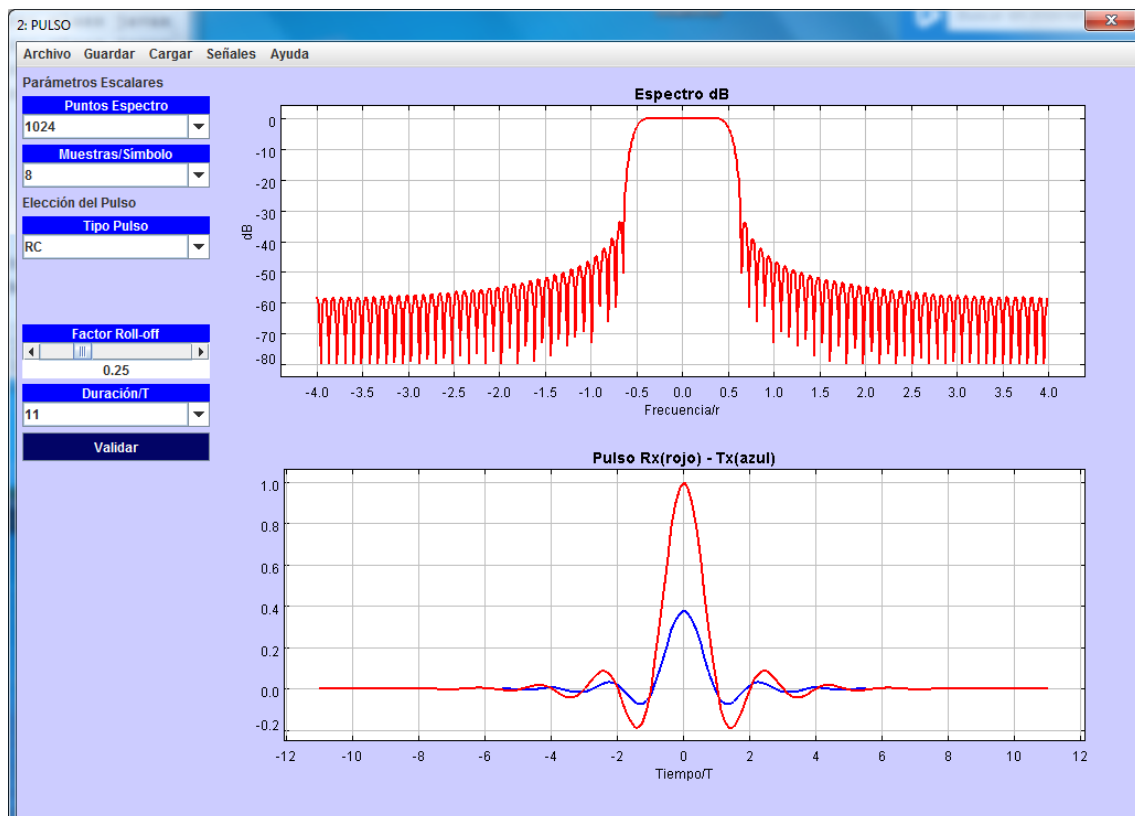 2: PULSO
Archivo Guardar Cargar Señales Ayuda
Parámetros Escalares
Puntos Espectro
1024
Muestras/Símbolo
8
Elección del Pulso
Tipo Pulso
RC
Factor Roll-off
0.25
Duración/T
11
Validar
Espectro dB
0
-10
-20
-30
-40
-50
-60
-70
-80
dB
-4.0 -3.5 -3.0 -2.5 -2.0 -1.5 -1.0 -0.5 0.0 0.5 1.0 1.5 2.0 2.5 3.0 3.5 4.0
Frecuencia/r
Pulso Rx(rojo) - Tx(azul)
1.0
0.8
0.6
0.4
0.2
0.0
-0.2
-12 -10 -8 -6 -4 -2 0 2 4 6 8 10 12
Tiempo/T